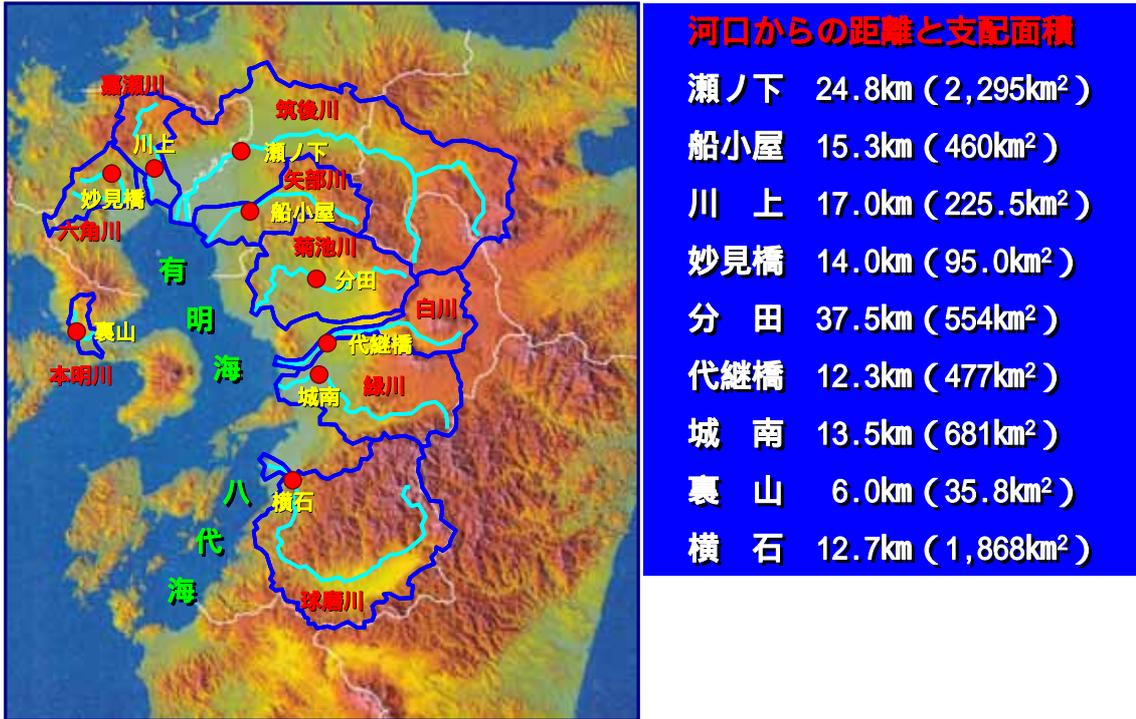 嘉瀬川
筑後川
川上
瀬ノ下
矢部川
妙見橋
船小屋
六角川
菊池川
有明海
分田
白川
裏山
代継橋
本明川
城南
緑川
八代海
横石
球磨川
河口からの距離と支配面積
瀬ノ下 24.8km（2,295km²）
船小屋 15.3km（460km²）
川　上 17.0km（225.5km²）
妙見橋 14.0km（95.0km²）
分　田 37.5km（554km²）
代継橋 12.3km（477km²）
城　南 13.5km（681km²）
裏　山 6.0km（35.8km²）
横　石 12.7km（1,868km²）